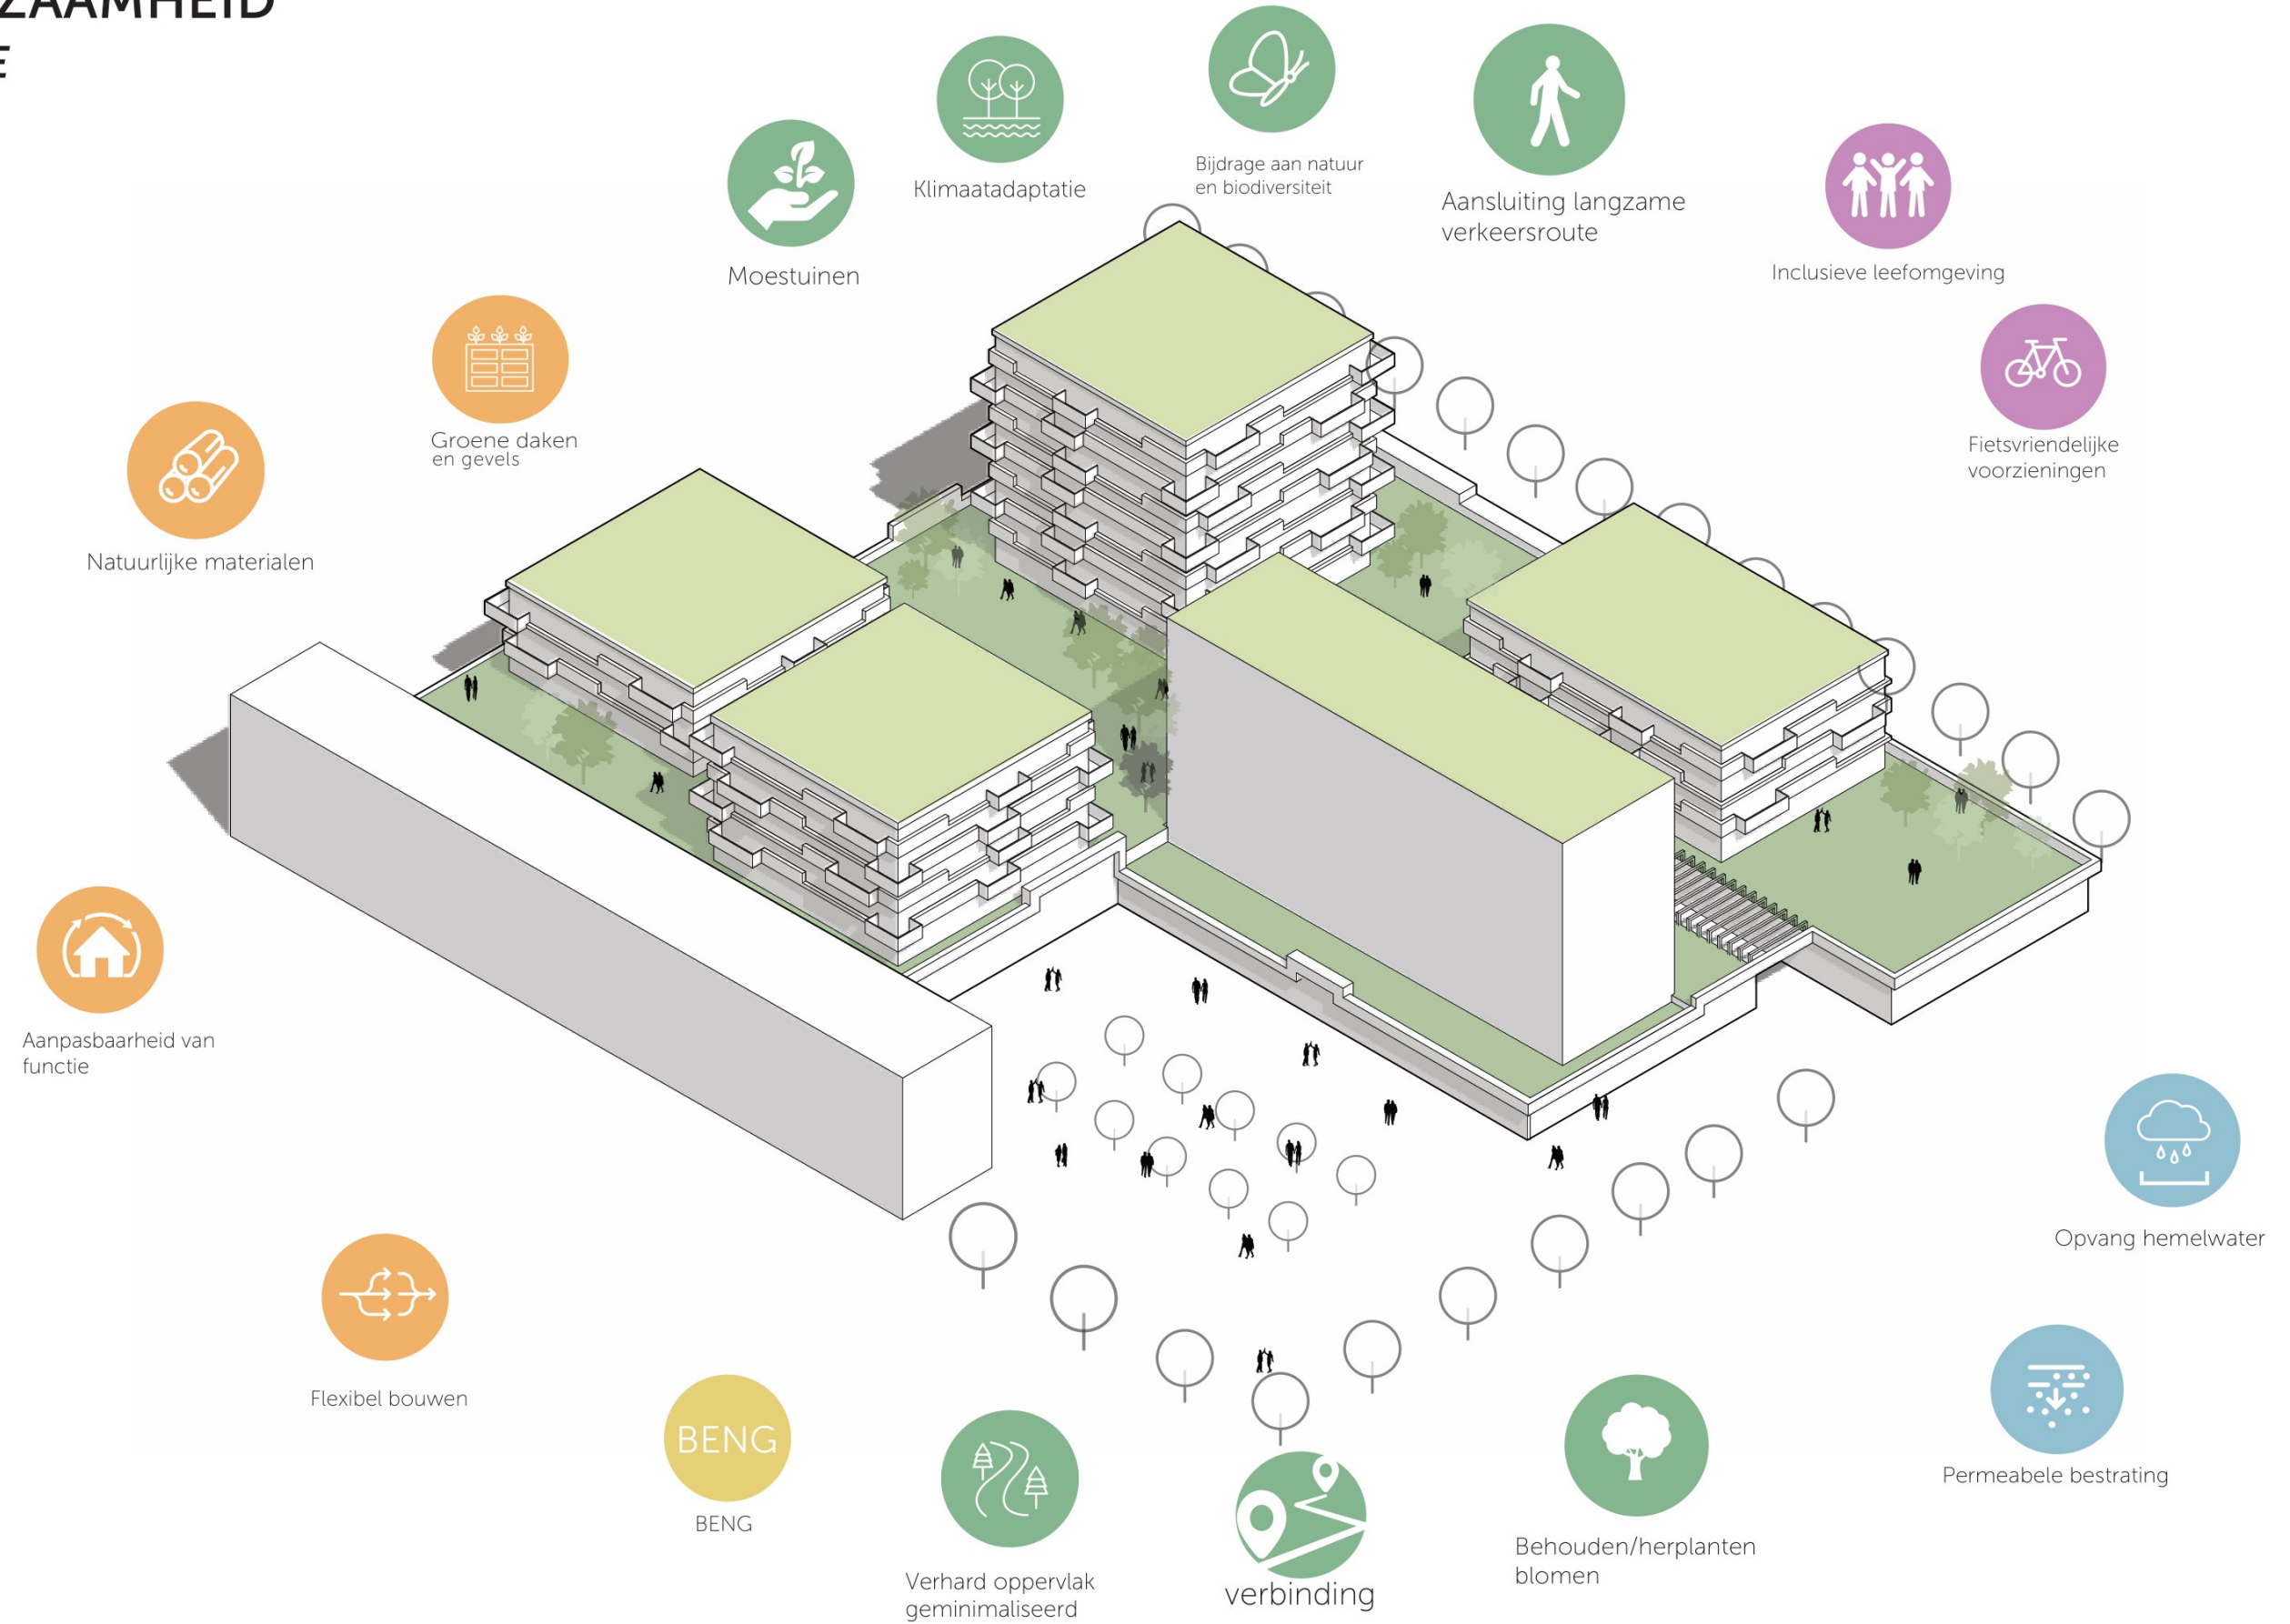 ZAAMHEID
E
Klimaatadaptatie
Bijdrage aan natuur
en biodiversiteit
Aansluiting langzame
verkeersroute
Moestuinen
Inclusieve leefomgeving
Groene daken
en gevels
Fietsvriendelijke
voorzieningen
Natuurlijke materialen
Aanpasbaarheid van
functie
Opvang hemelwater
Flexibel bouwen
BENG
BENG
Permeabele bestrating
Verhard oppervlak
geminimaliseerd
verbinding
Behouden/herplanten
blomen